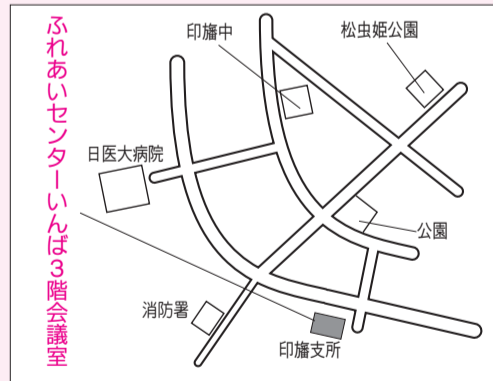 ふれあいセンターいんば3階会議室
印旛中
松虫姫公園
日医大病院
公園
消防署
印旛支所